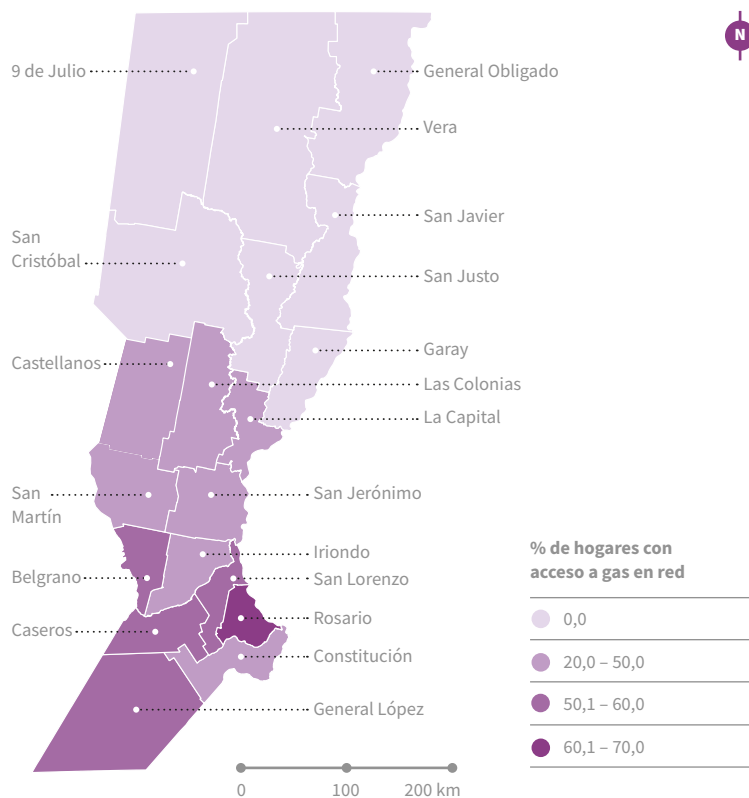 N
9 de Julio
General Obligado
Vera
San Javier
San
Cristóbal
San Justo
Garay
Castellanos
Las Colonias
La Capital
San
Martín
San Jerónimo
Iriondo
Belgrano
San Lorenzo
Rosario
Caseros
Constitución
General López
% de hogares con
acceso a gas en red
0,0
20,0 – 50,0
50,1 – 60,0
60,1 – 70,0
0 100 200 km